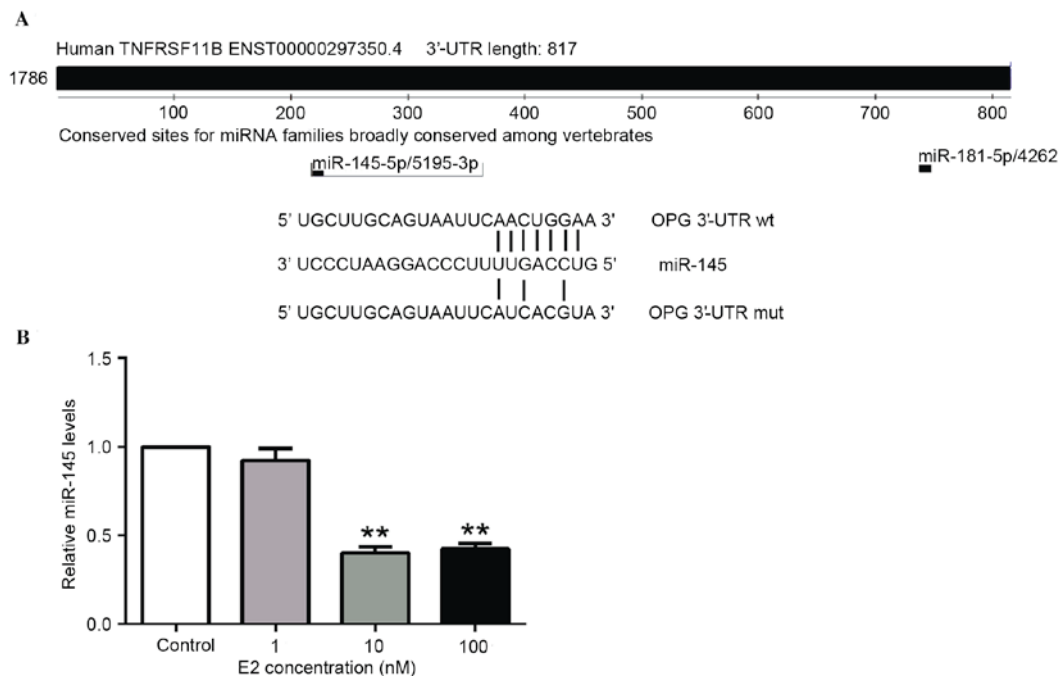 A
Human TNFRSF11B ENST00000297350.4 3'-UTR length: 817
1786
100 200 300 400 500 600 700 800
Conserved sites for miRNA families broadly conserved among vertebrates
miR-145-5p/5195-3p
miR-181-5p/4262
5' UGCUUGCAGUAAUUCAACUGGAA 3' OPG 3'-UTR wt
3' UCCCUAAGGACCCUUUUGACCUG 5' miR-145
5' UGCUUGCAGUAAUUCAUCACGUA 3' OPG 3'-UTR mut
B
Relative miR-145 levels
1.5
1.0
0.5
0.0
** **
Control 1 10 100
E2 concentration (nM)